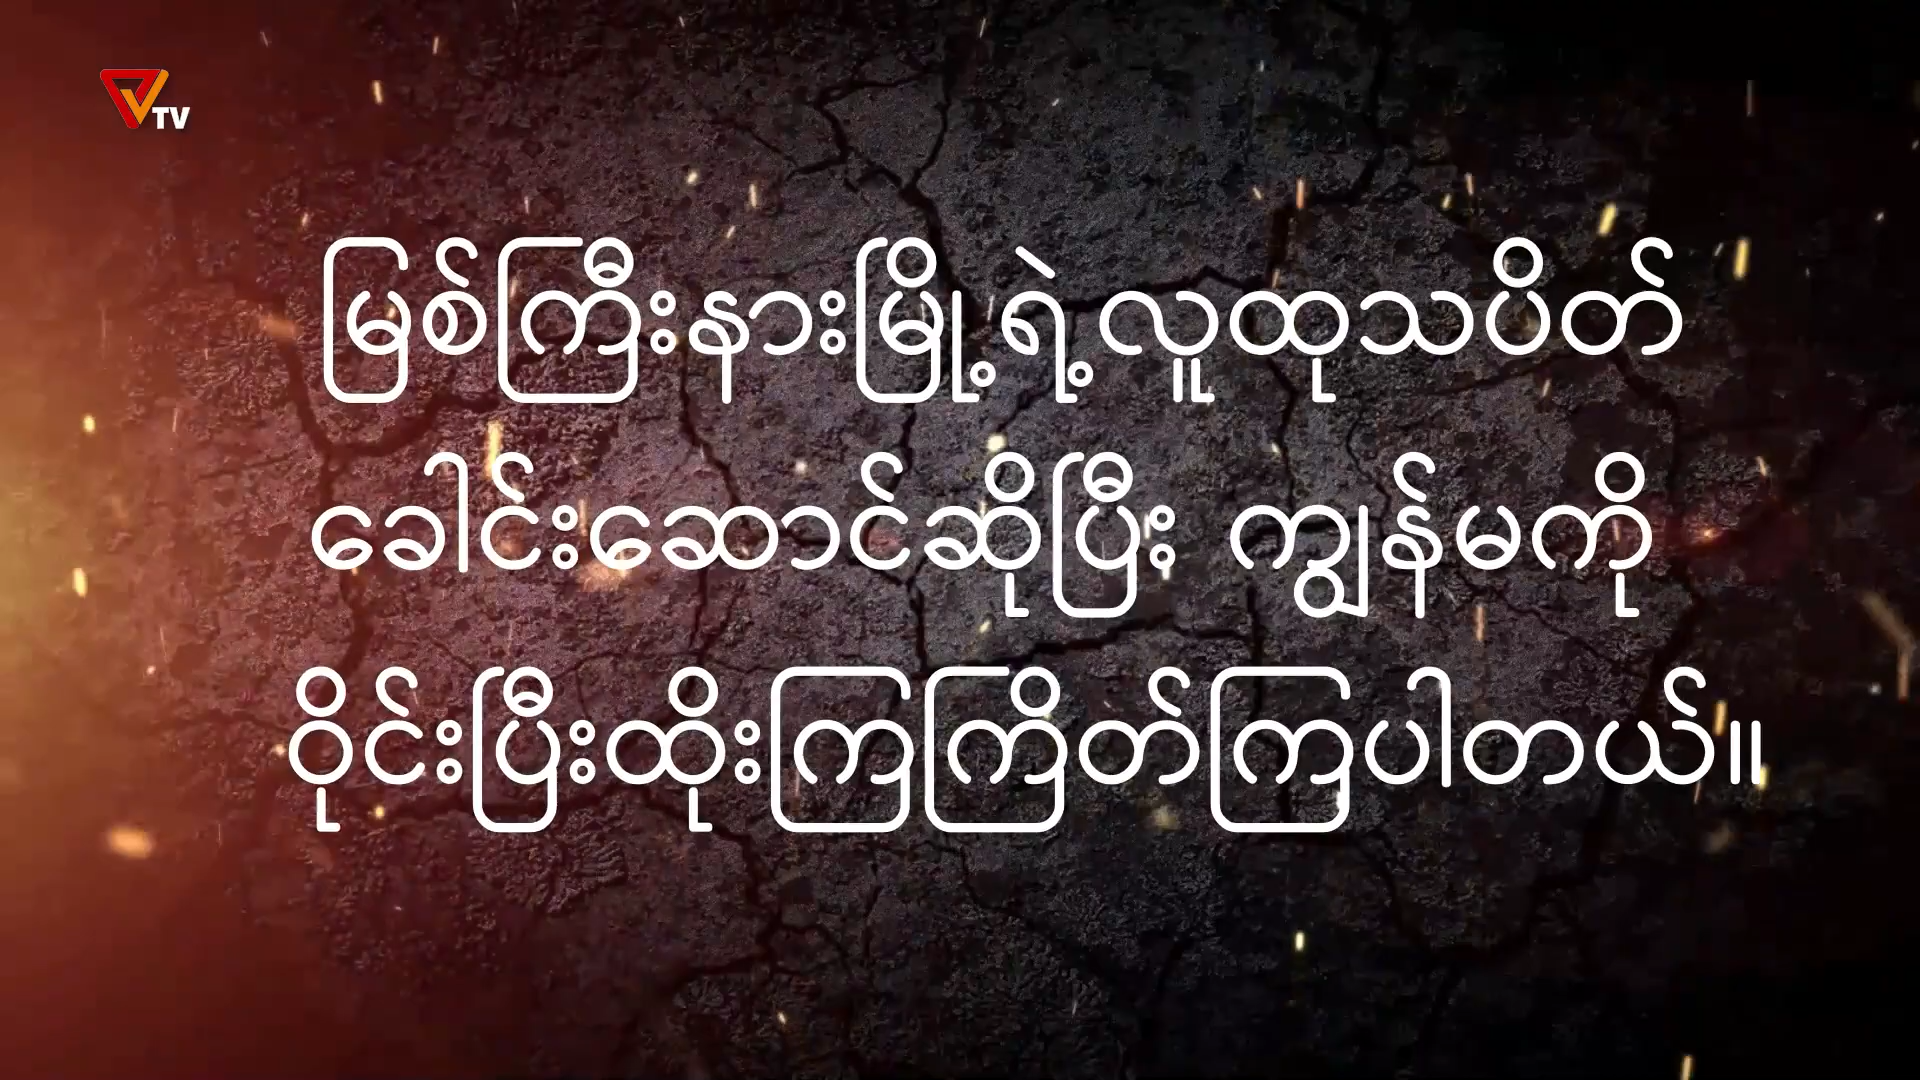 TV
မြစ်ကြီးနားမြို့ရဲ့လူထုသပိတ်
ခေါင်းဆောင်ဆိုပြီး ကျွန်မကို
ဝိုင်းပြီးထိုးကြကြိတ်ကြပါတယ်။